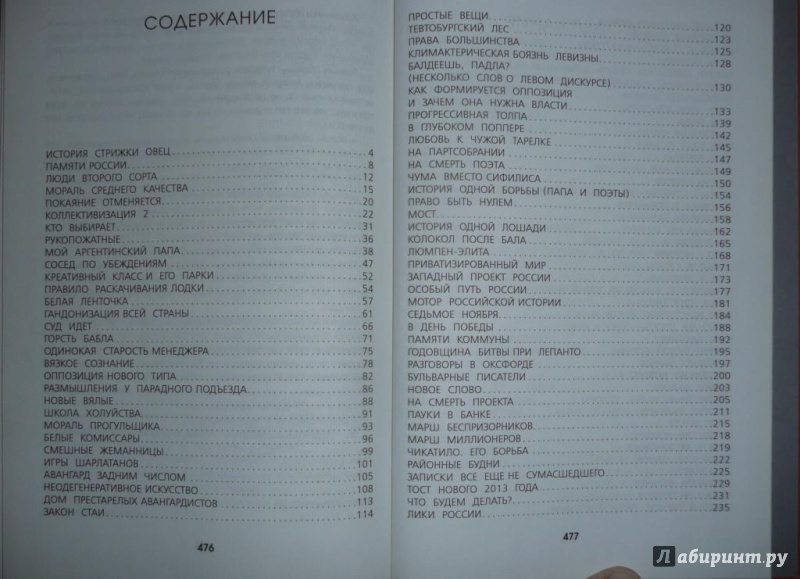 СОДЕРЖАНИЕ
ИСТОРИЯ СТРИЖКИ ОВЕЦ 4
ПАМЯТИ РОССИИ 8
ЛЮДИ ВТОРОГО СОРТА 12
МОРАЛЬ СРЕДНЕГО КАЧЕСТВА 15
ПОКАЯНИЕ ОТМЕНЯЕТСЯ 20
КОЛЛЕКТИВИЗАЦИЯ 2 22
КТО ВЫБИРАЕТ 31
РУКОПОЖАТНЫЕ 36
МОЙ АРГЕНТИНСКИЙ ПАПА 38
СОСЕД ПО УБЕЖДЕНИЯМ 47
КРЕАТИВНЫЙ КЛАСС И ЕГО ПАРКИ 52
ПРАВИЛО РАСКАЧИВАНИЯ ЛОДКИ 54
БЕЛАЯ ЛЕНТОЧКА 57
ГАНДОНИЗАЦИЯ ВСЕЙ СТРАНЫ 61
СУД ИДЕТ 66
ГОРСТЬ БАБЛА 71
ОДИНОКАЯ СТАРОСТЬ МЕНЕДЖЕРА 75
ВЯЗКОЕ СОЗНАНИЕ 78
ОППОЗИЦИЯ НОВОГО ТИПА 82
РАЗМЫШЛЕНИЯ У ПАРАДНОГО ПОДЪЕЗДА 86
НОВЫЕ ВЯЛЫЕ 88
ШКОЛА ХОЛУЙСТВА 91
МОРАЛЬ ПРОГУЛЬЩИКА 93
БЕЛЫЕ КОМИССАРЫ 96
СМЕШНЫЕ ЖЕМАННИЦЫ 99
ИГРЫ ШАРЛАТАНОВ 101
АВАНГАРД ЗАДНИМ ЧИСЛОМ 105
НЕОДЕГЕНЕРАТИВНОЕ ИСКУССТВО 108
ДОМ ПРЕСТАРЕЛЫХ АВАНГАРДИСТОВ 113
ЗАКОН СТАИ 114
476
ПРОСТЫЕ ВЕЩИ 120
ТЕВТОБУРГСКИЙ ЛЕС 123
ПРАВА БОЛЬШИНСТВА 125
КЛИМАКТЕРИЧЕСКАЯ БОЯЗНЬ ЛЕВИЗНЫ 128
БАЛДЕЕШЬ, ПАДЛА?
(НЕСКОЛЬКО СЛОВ О ЛЕВОМ ДИСКУРСЕ) 130
КАК ФОРМИРУЕТСЯ ОППОЗИЦИЯ
И ЗАЧЕМ ОНА НУЖНА ВЛАСТИ 133
ПРОГРЕССИВНАЯ ТОЛПА 139
В ГЛУБОКОМ ПОППЕРЕ 142
ЛЮБОВЬ К ЧУЖОЙ ТАРЕЛКЕ 145
НА ПАРТСОБРАНИИ 147
НА СМЕРТЬ ПОЭТА 149
ЧУМА ВМЕСТО СИФИЛИСА 150
ИСТОРИЯ ОДНОЙ БОРЬБЫ (ПАПА И ПОЭТЫ) 154
ПРАВО БЫТЬ НУЛЕМ 156
МОСТ 158
ИСТОРИЯ ОДНОЙ ЛОШАДИ 162
КОЛОКОЛ ПОСЛЕ БАЛА 165
ЛЮМПЕН-ЭЛИТА 168
ПРИВАТИЗИРОВАННЫЙ МИР 171
ЗАПАДНЫЙ ПРОЕКТ РОССИИ 173
ОСОБЫЙ ПУТЬ РОССИИ 177
МОТОР РОССИЙСКОЙ ИСТОРИИ 181
СЕДЬМОЕ НОЯБРЯ 184
В ДЕНЬ ПОБЕДЫ 188
ПАМЯТИ КОММУНЫ 192
ГОДОВЩИНА БИТВЫ ПРИ ЛЕПАНТО 195
РАЗГОВОРЫ В ОКСФОРДЕ 197
БУЛЬВАРНЫЕ ПИСАТЕЛИ 200
НОВОЕ СЛОВО 203
НА СМЕРТЬ ПРОЕКТА 205
ПАУКИ В БАНКЕ 211
МАРШ БЕСПРИЗОРНИКОВ 215
МАРШ МИЛЛИОНЕРОВ 218
ЧИКАТИЛО. ЕГО БОРЬБА 219
РАЙОННЫЕ БУДНИ 222
ЗАПИСКИ ВСЕ ЕЩЕ НЕ СУМАСШЕДШЕГО 225
ТОСТ НОВОГО 2013 ГОДА 229
ЧТО БУДЕМ ДЕЛАТЬ? 231
ЛИКИ РОССИИ 235
477
Лабиринт.ру